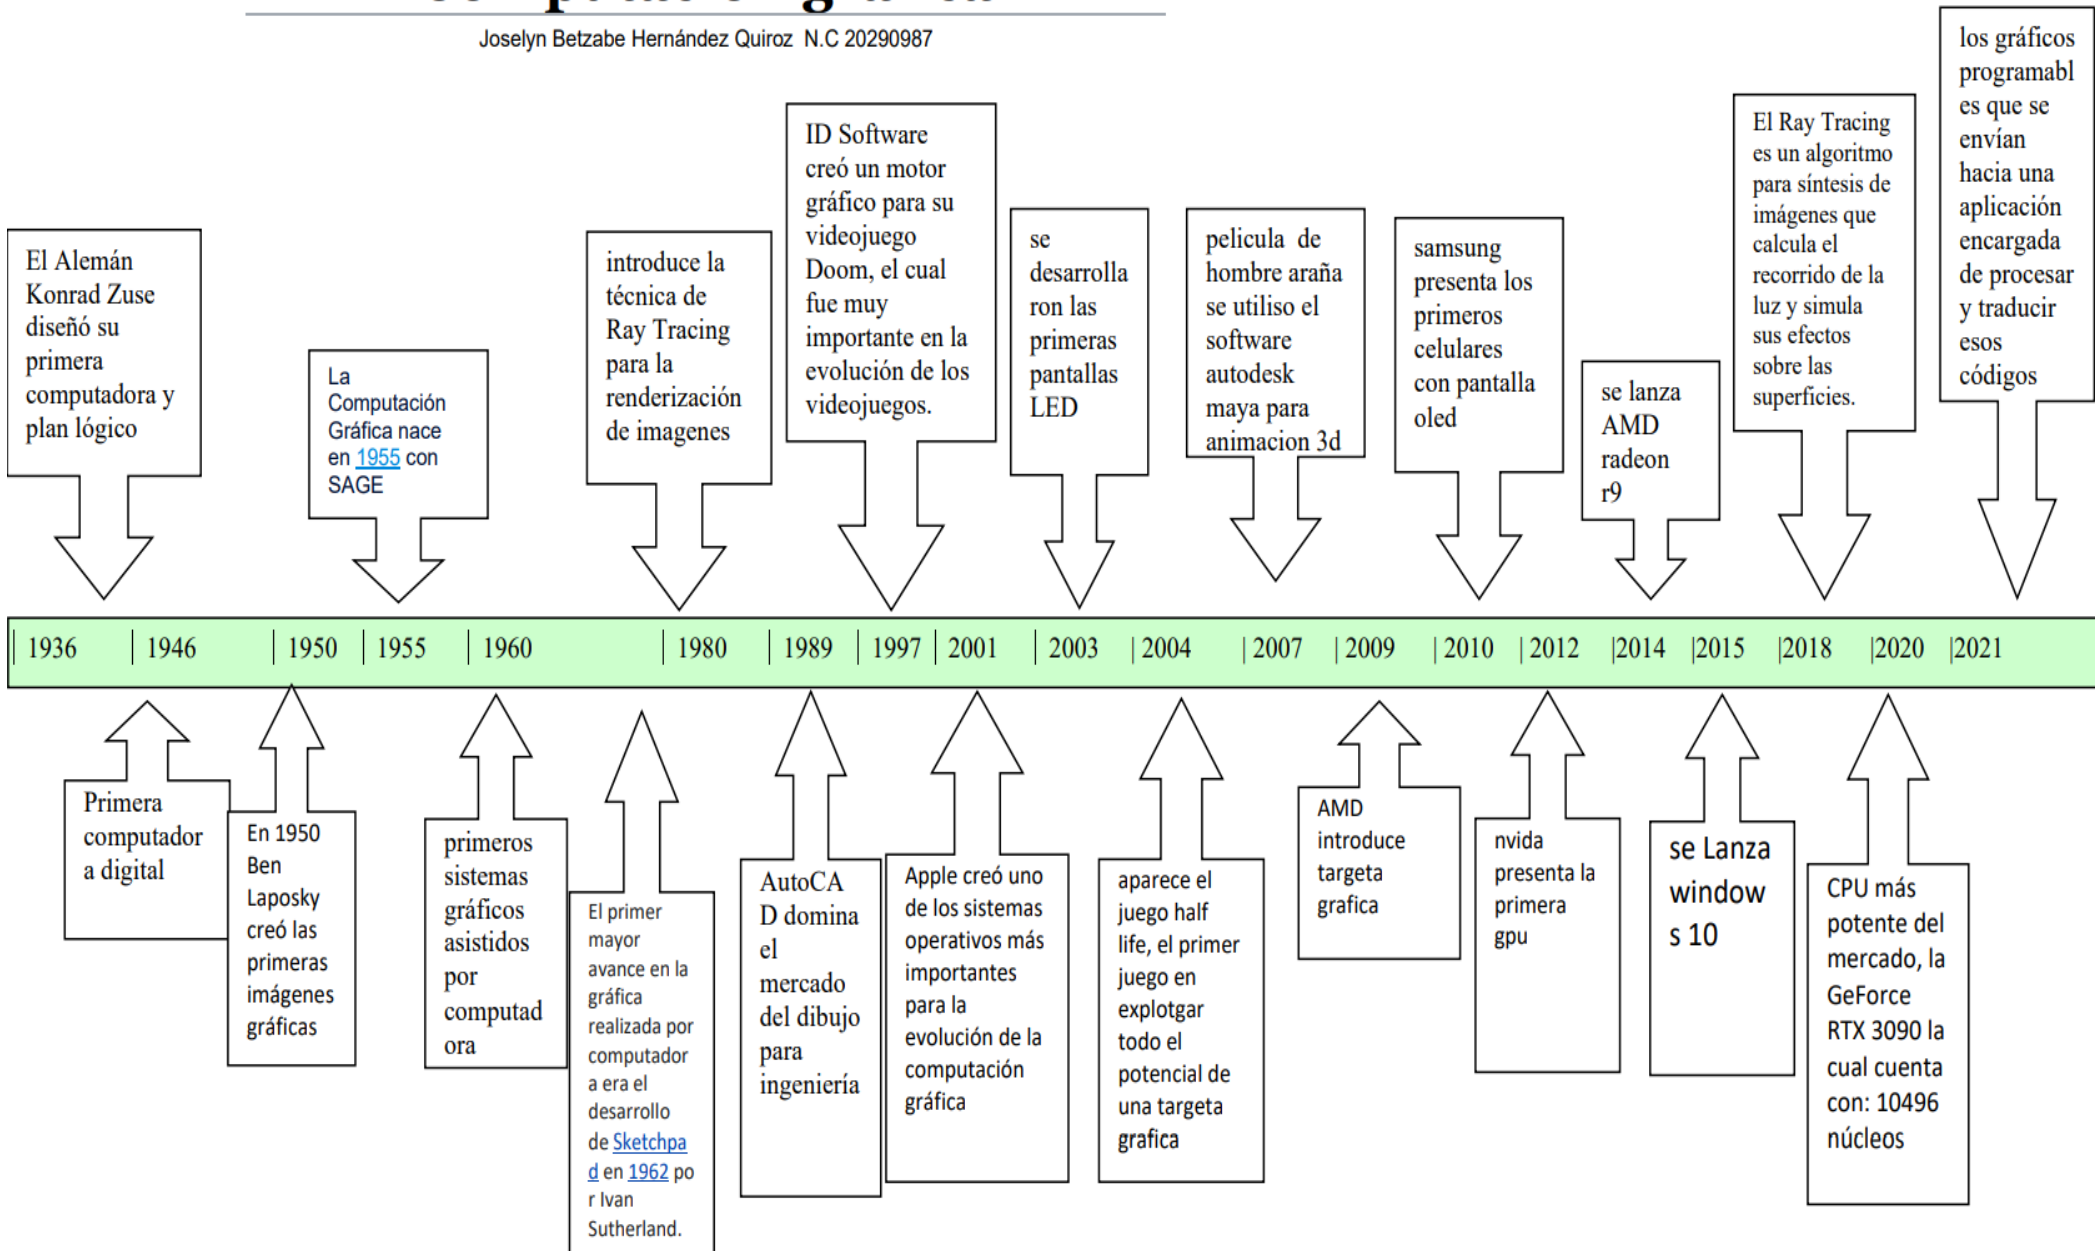 Computación gráfica
Joselyn Betzabe Hernández Quiroz N.C 20290987
El Alemán
Konrad Zuse
diseñó su
primera
computadora y
plan lógico
La
Computación
Gráfica nace
en 1955 con
SAGE
introduce la
técnica de
Ray Tracing
para la
renderización
de imagenes
ID Software
creó un motor
gráfico para su
videojuego
Doom, el cual
fue muy
importante en la
evolución de los
videojuegos.
se
desarrolla
ron las
primeras
pantallas
LED
pelicula de
hombre araña
se utiliso el
software
autodesk
maya para
animacion 3d
samsung
presenta los
primeros
celulares
con pantalla
oled
se lanza
AMD
radeon
r9
El Ray Tracing
es un algoritmo
para síntesis de
imágenes que
calcula el
recorrido de la
luz y simula
sus efectos
sobre las
superficies.
los gráficos
programabl
es que se
envían
hacia una
aplicación
encargada
de procesar
y traducir
esos
códigos
1936 1946 1950 1955 1960 1980 1989 1997 2001 2003 2004 2007 2009 2010 2012 2014 2015 2018 2020 2021
Primera
computador
a digital
En 1950
Ben
Laposky
creó las
primeras
imágenes
gráficas
primeros
sistemas
gráficos
asistidos
por
computad
ora
El primer
mayor
avance en la
gráfica
realizada por
computador
a era el
desarrollo
de Sketchpa
d en 1962 po
r Ivan
Sutherland.
AutoCA
D domina
el
mercado
del dibujo
para
ingeniería
Apple creó uno
de los sistemas
operativos más
importantes
para la
evolución de la
computación
gráfica
aparece el
juego half
life, el primer
juego en
explotgar
todo el
potencial de
una targeta
grafica
AMD
introduce
targeta
grafica
nvida
presenta la
primera
gpu
se Lanza
window
s 10
CPU más
potente del
mercado, la
GeForce
RTX 3090 la
cual cuenta
con: 10496
núcleos